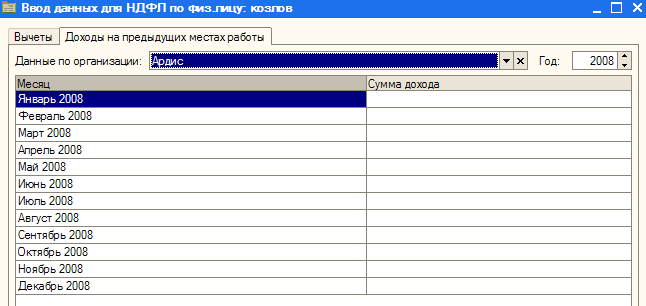 Ввод данных для НДФЛ по физ.лицу: козлов
Вычеты Доходы на предыдущих местах работы
Данные по организации: Ардис Год: 2008
Месяц Сумма дохода
Январь 2008
Февраль 2008
Март 2008
Апрель 2008
Май 2008
Июнь 2008
Июль 2008
Август 2008
Сентябрь 2008
Октябрь 2008
Ноябрь 2008
Декабрь 2008